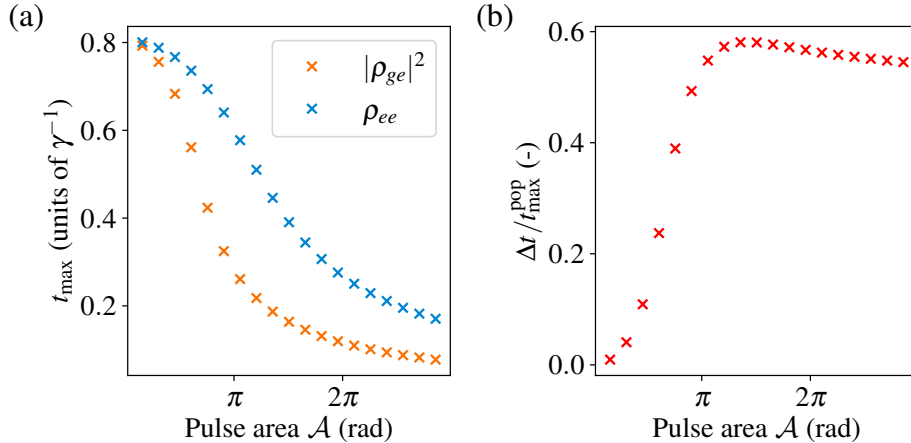 (a)
0.8
0.6
0.4
0.2
t_max (units of γ⁻¹)
|ρ_ge|²
ρ_ee
π
2π
Pulse area 𝒜 (rad)
(b)
0.6
0.4
0.2
0.0
Δt/t_max^pop (-)
π
2π
Pulse area 𝒜 (rad)